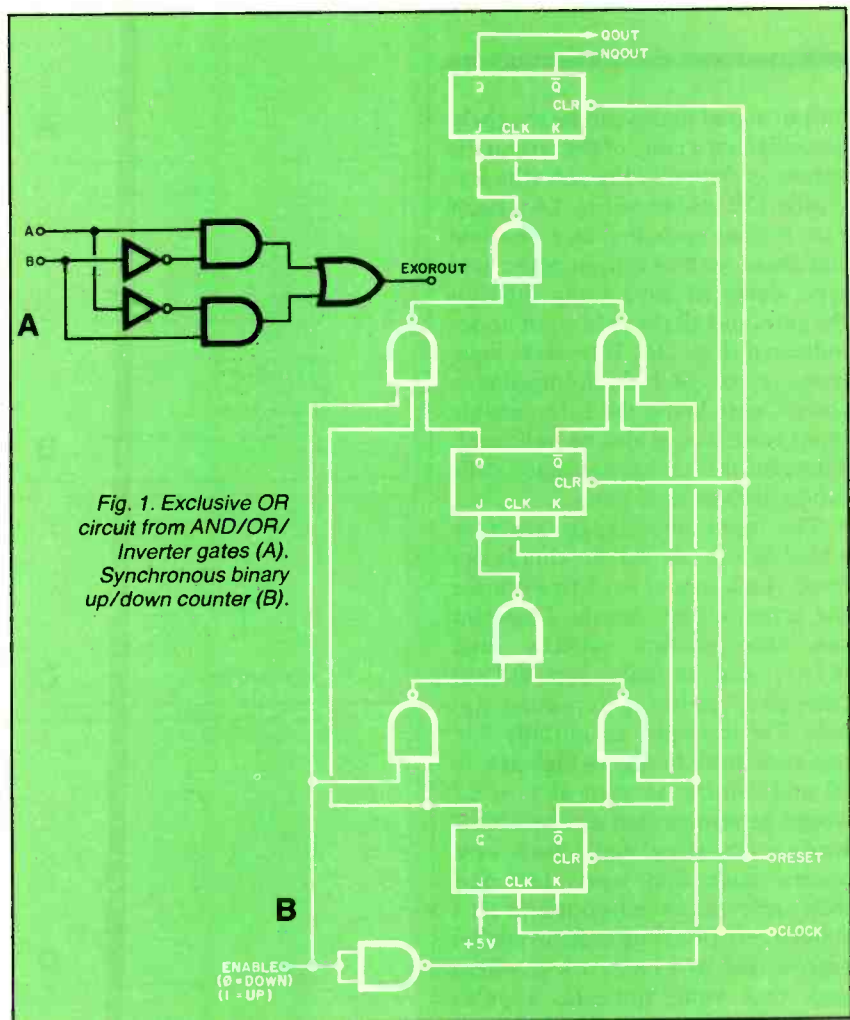 QOUT
NQOUT
Q Q̅
CLR
J CLK K
A
B
EXOROUT
A
Fig. 1. Exclusive OR
circuit from AND/OR/
Inverter gates (A).
Synchronous binary
up/down counter (B).
Q Q̅
CLR
J CLK K
Q Q̅
CLR
J CLK K
+5V
RESET
CLOCK
B
ENABLE
(0=DOWN)
(1=UP)